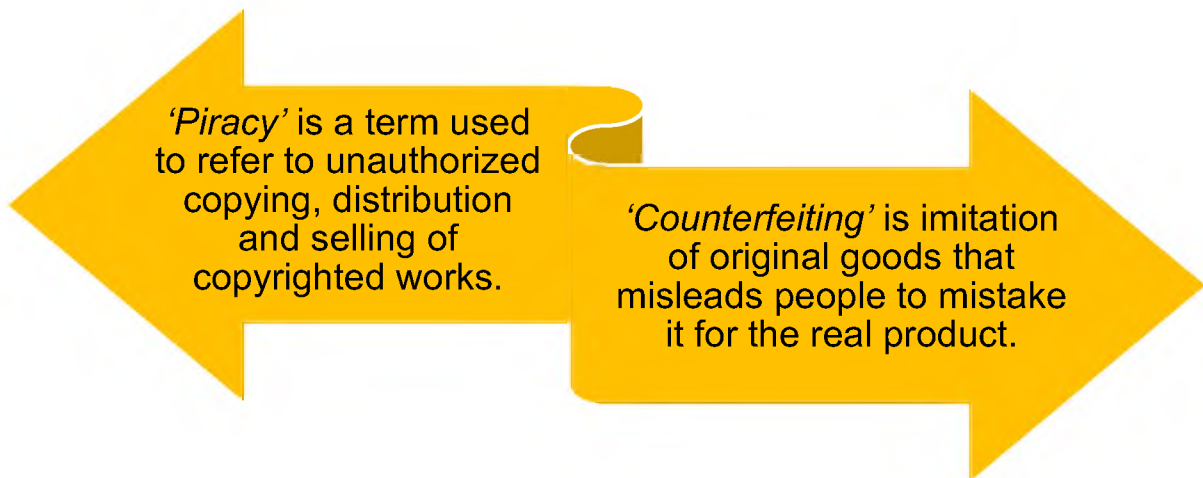 ‘Piracy’ is a term used
to refer to unauthorized
copying, distribution
and selling of
copyrighted works.
‘Counterfeiting’ is imitation
of original goods that
misleads people to mistake
it for the real product.